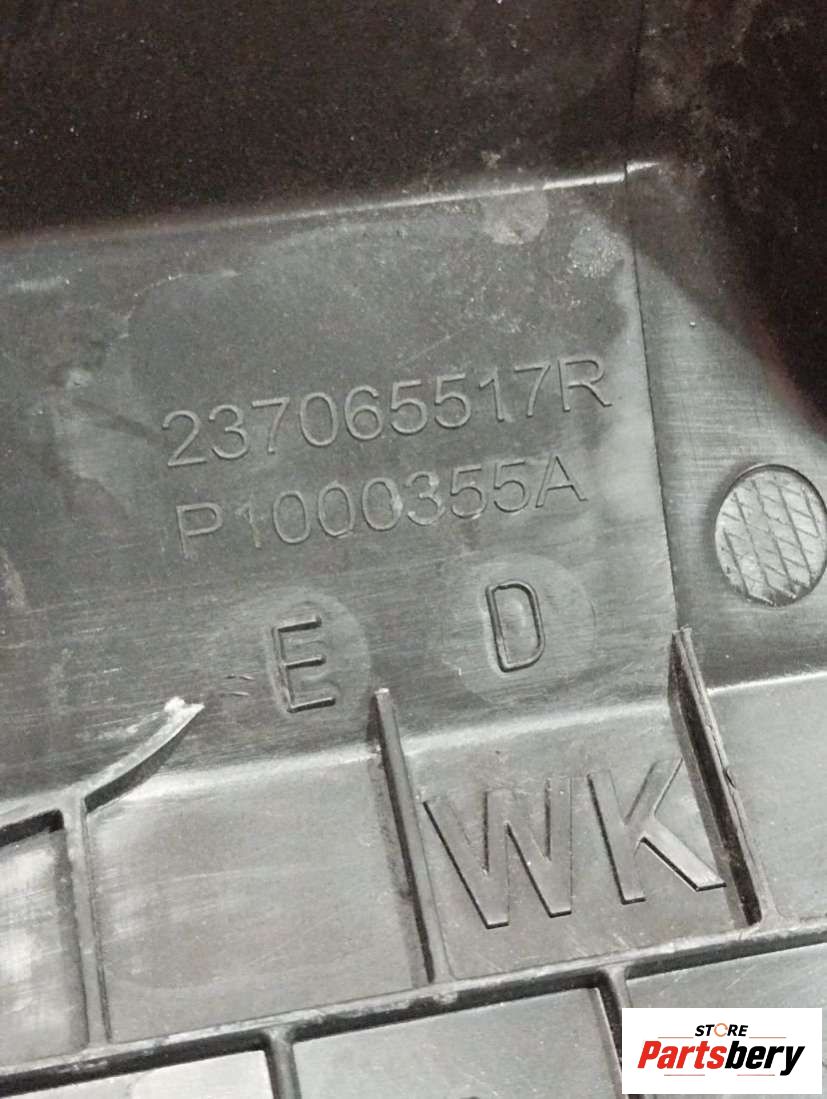 237065517R
P1000355A
E D
WK
STORE
Partsbery